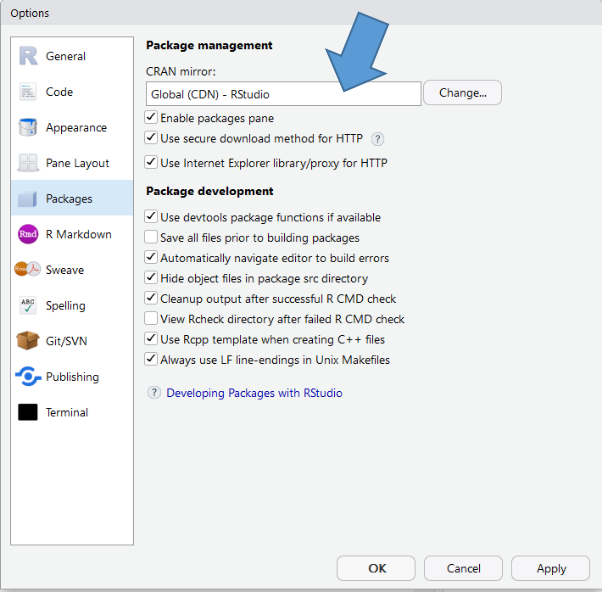 Options
General
Code
Appearance
Pane Layout
Packages
Rmd
R Markdown
Rnw
Sweave
ABC
Spelling
Git/SVN
Publishing
Terminal
Package management
CRAN mirror:
Global (CDN) - RStudio
Change...
Enable packages pane
Use secure download method for HTTP ?
Use Internet Explorer library/proxy for HTTP
Package development
Use devtools package functions if available
Save all files prior to building packages
Automatically navigate editor to build errors
Hide object files in package src directory
Cleanup output after successful R CMD check
View Rcheck directory after failed R CMD check
Use Rcpp template when creating C++ files
Always use LF line-endings in Unix Makefiles
? Developing Packages with RStudio
OK
Cancel
Apply